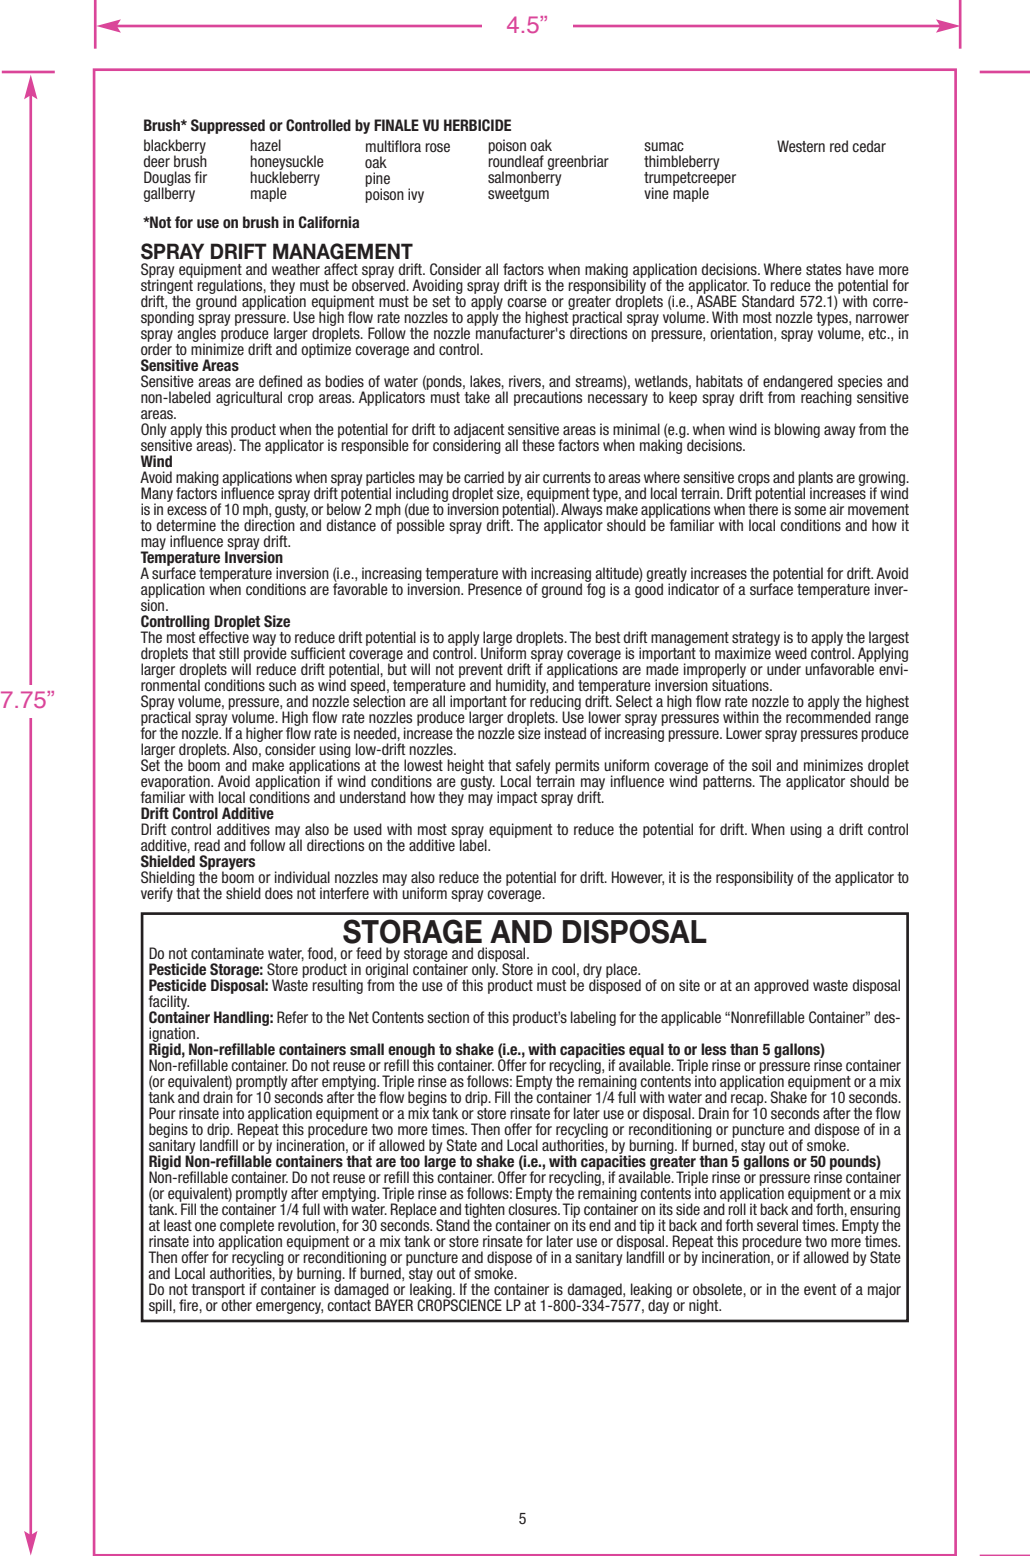 4.5”
7.75”
Brush* Suppressed or Controlled by FINALE VU HERBICIDE
blackberry hazel multiflora rose poison oak sumac Western red cedar
deer brush honeysuckle oak roundleaf greenbriar thimbleberry
Douglas fir huckleberry pine salmonberry trumpetcreeper
gallberry maple poison ivy sweetgum vine maple
*Not for use on brush in California
SPRAY DRIFT MANAGEMENT
Spray equipment and weather affect spray drift. Consider all factors when making application decisions. Where states have more
stringent regulations, they must be observed. Avoiding spray drift is the responsibility of the applicator. To reduce the potential for
drift, the ground application equipment must be set to apply coarse or greater droplets (i.e., ASABE Standard 572.1) with corre-
sponding spray pressure. Use high flow rate nozzles to apply the highest practical spray volume. With most nozzle types, narrower
spray angles produce larger droplets. Follow the nozzle manufacturer's directions on pressure, orientation, spray volume, etc., in
order to minimize drift and optimize coverage and control.
Sensitive Areas
Sensitive areas are defined as bodies of water (ponds, lakes, rivers, and streams), wetlands, habitats of endangered species and
non-labeled agricultural crop areas. Applicators must take all precautions necessary to keep spray drift from reaching sensitive
areas.
Only apply this product when the potential for drift to adjacent sensitive areas is minimal (e.g. when wind is blowing away from the
sensitive areas). The applicator is responsible for considering all these factors when making decisions.
Wind
Avoid making applications when spray particles may be carried by air currents to areas where sensitive crops and plants are growing.
Many factors influence spray drift potential including droplet size, equipment type, and local terrain. Drift potential increases if wind
is in excess of 10 mph, gusty, or below 2 mph (due to inversion potential). Always make applications when there is some air movement
to determine the direction and distance of possible spray drift. The applicator should be familiar with local conditions and how it
may influence spray drift.
Temperature Inversion
A surface temperature inversion (i.e., increasing temperature with increasing altitude) greatly increases the potential for drift. Avoid
application when conditions are favorable to inversion. Presence of ground fog is a good indicator of a surface temperature inver-
sion.
Controlling Droplet Size
The most effective way to reduce drift potential is to apply large droplets. The best drift management strategy is to apply the largest
droplets that still provide sufficient coverage and control. Uniform spray coverage is important to maximize weed control. Applying
larger droplets will reduce drift potential, but will not prevent drift if applications are made improperly or under unfavorable envi-
ronmental conditions such as wind speed, temperature and humidity, and temperature inversion situations.
Spray volume, pressure, and nozzle selection are all important for reducing drift. Select a high flow rate nozzle to apply the highest
practical spray volume. High flow rate nozzles produce larger droplets. Use lower spray pressures within the recommended range
for the nozzle. If a higher flow rate is needed, increase the nozzle size instead of increasing pressure. Lower spray pressures produce
larger droplets. Also, consider using low-drift nozzles.
Set the boom and make applications at the lowest height that safely permits uniform coverage of the soil and minimizes droplet
evaporation. Avoid application if wind conditions are gusty. Local terrain may influence wind patterns. The applicator should be
familiar with local conditions and understand how they may impact spray drift.
Drift Control Additive
Drift control additives may also be used with most spray equipment to reduce the potential for drift. When using a drift control
additive, read and follow all directions on the additive label.
Shielded Sprayers
Shielding the boom or individual nozzles may also reduce the potential for drift. However, it is the responsibility of the applicator to
verify that the shield does not interfere with uniform spray coverage.
STORAGE AND DISPOSAL
Do not contaminate water, food, or feed by storage and disposal.
Pesticide Storage: Store product in original container only. Store in cool, dry place.
Pesticide Disposal: Waste resulting from the use of this product must be disposed of on site or at an approved waste disposal
facility.
Container Handling: Refer to the Net Contents section of this product’s labeling for the applicable “Nonrefillable Container” des-
ignation.
Rigid, Non-refillable containers small enough to shake (i.e., with capacities equal to or less than 5 gallons)
Non-refillable container. Do not reuse or refill this container. Offer for recycling, if available. Triple rinse or pressure rinse container
(or equivalent) promptly after emptying. Triple rinse as follows: Empty the remaining contents into application equipment or a mix
tank and drain for 10 seconds after the flow begins to drip. Fill the container 1/4 full with water and recap. Shake for 10 seconds.
Pour rinsate into application equipment or a mix tank or store rinsate for later use or disposal. Drain for 10 seconds after the flow
begins to drip. Repeat this procedure two more times. Then offer for recycling or reconditioning or puncture and dispose of in a
sanitary landfill or by incineration, or if allowed by State and Local authorities, by burning. If burned, stay out of smoke.
Rigid Non-refillable containers that are too large to shake (i.e., with capacities greater than 5 gallons or 50 pounds)
Non-refillable container. Do not reuse or refill this container. Offer for recycling, if available. Triple rinse or pressure rinse container
(or equivalent) promptly after emptying. Triple rinse as follows: Empty the remaining contents into application equipment or a mix
tank. Fill the container 1/4 full with water. Replace and tighten closures. Tip container on its side and roll it back and forth, ensuring
at least one complete revolution, for 30 seconds. Stand the container on its end and tip it back and forth several times. Empty the
rinsate into application equipment or a mix tank or store rinsate for later use or disposal. Repeat this procedure two more times.
Then offer for recycling or reconditioning or puncture and dispose of in a sanitary landfill or by incineration, or if allowed by State
and Local authorities, by burning. If burned, stay out of smoke.
Do not transport if container is damaged or leaking. If the container is damaged, leaking or obsolete, or in the event of a major
spill, fire, or other emergency, contact BAYER CROPSCIENCE LP at 1-800-334-7577, day or night.
5